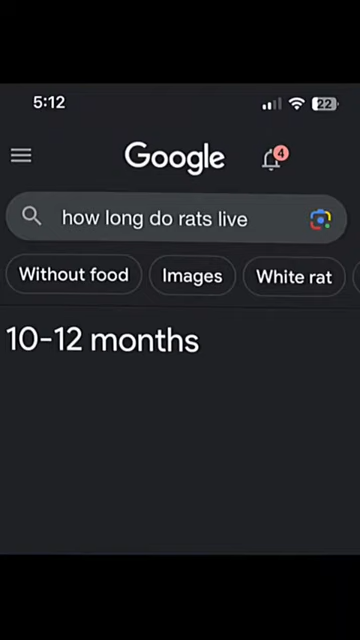 5:12
22
Google
4
how long do rats live
Without food
Images
White rat
10-12 months